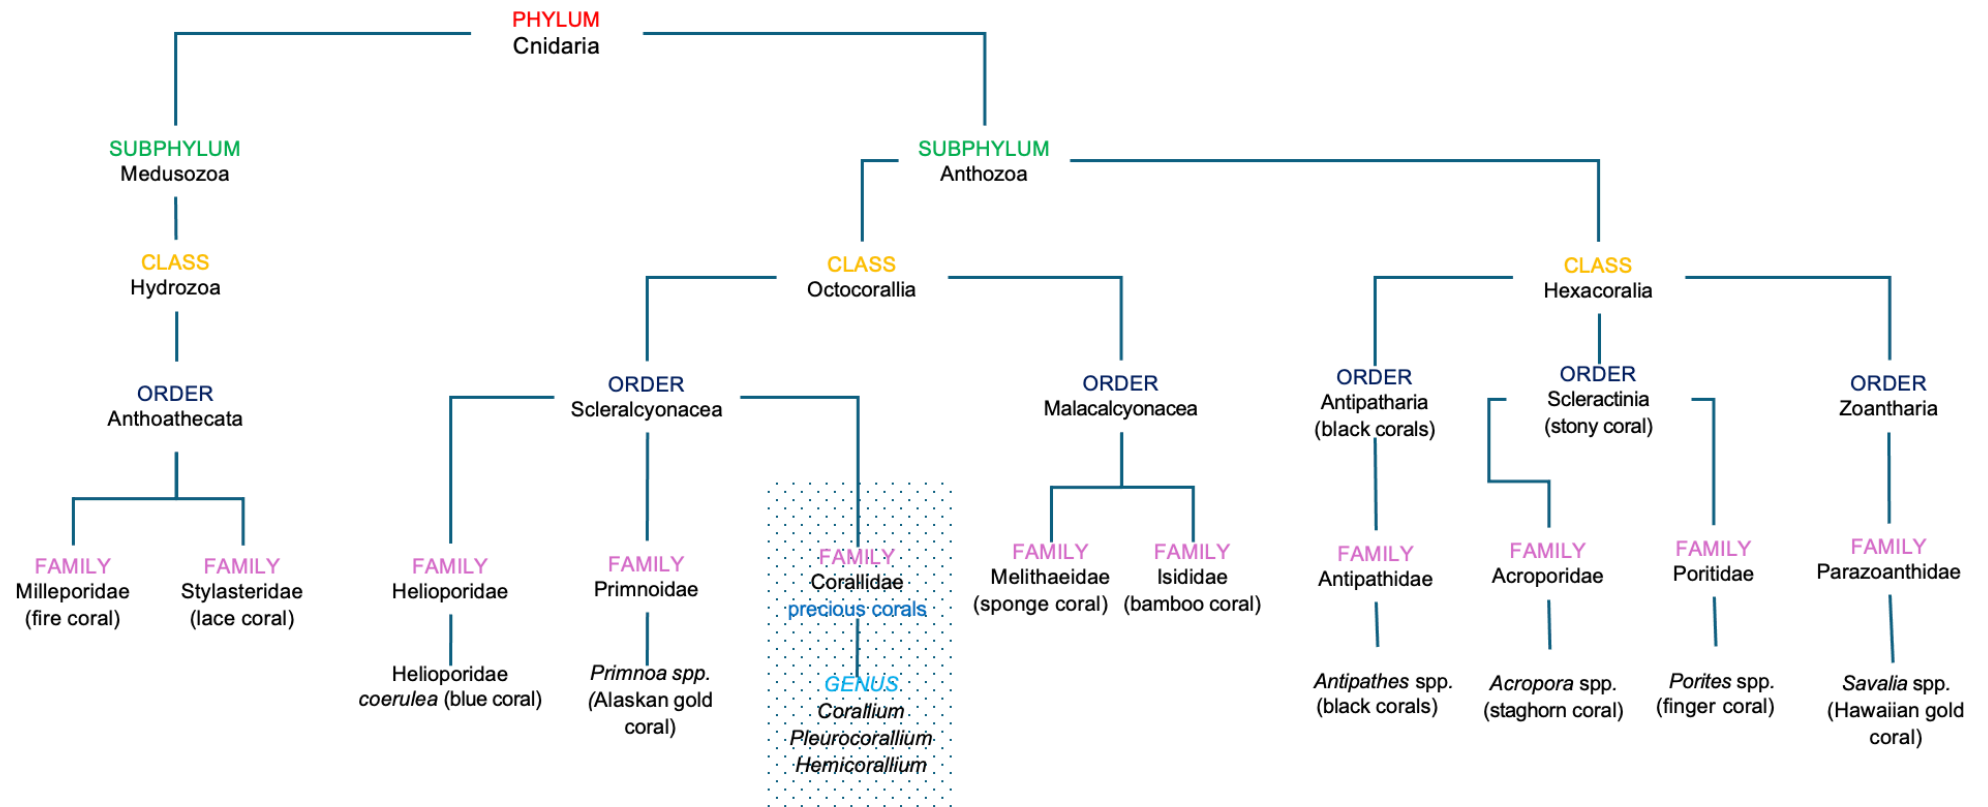 PHYLUM
Cnidaria
SUBPHYLUM
Medusozoa
SUBPHYLUM
Anthozoa
CLASS
Hydrozoa
CLASS
Octocorallia
CLASS
Hexacoralia
ORDER
Anthoathecata
ORDER
Scleralcyonacea
ORDER
Malacalcyonacea
ORDER
Antipatharia
(black corals)
ORDER
Scleractinia
(stony coral)
ORDER
Zoantharia
FAMILY
Milleporidae
(fire coral)
FAMILY
Stylasteridae
(lace coral)
FAMILY
Helioporidae
FAMILY
Primnoidae
FAMILY
Corallidae
precious corals
FAMILY
Melithaeidae
(sponge coral)
FAMILY
Isididae
(bamboo coral)
FAMILY
Antipathidae
FAMILY
Acroporidae
FAMILY
Poritidae
FAMILY
Parazoanthidae
Helioporidae
coerulea (blue coral)
Primnoa spp.
(Alaskan gold
coral)
GENUS
Corallium
Pleurocorallium
Hemicorallium
Antipathes spp.
(black corals)
Acropora spp.
(staghorn coral)
Porites spp.
(finger coral)
Savalia spp.
(Hawaiian gold
coral)